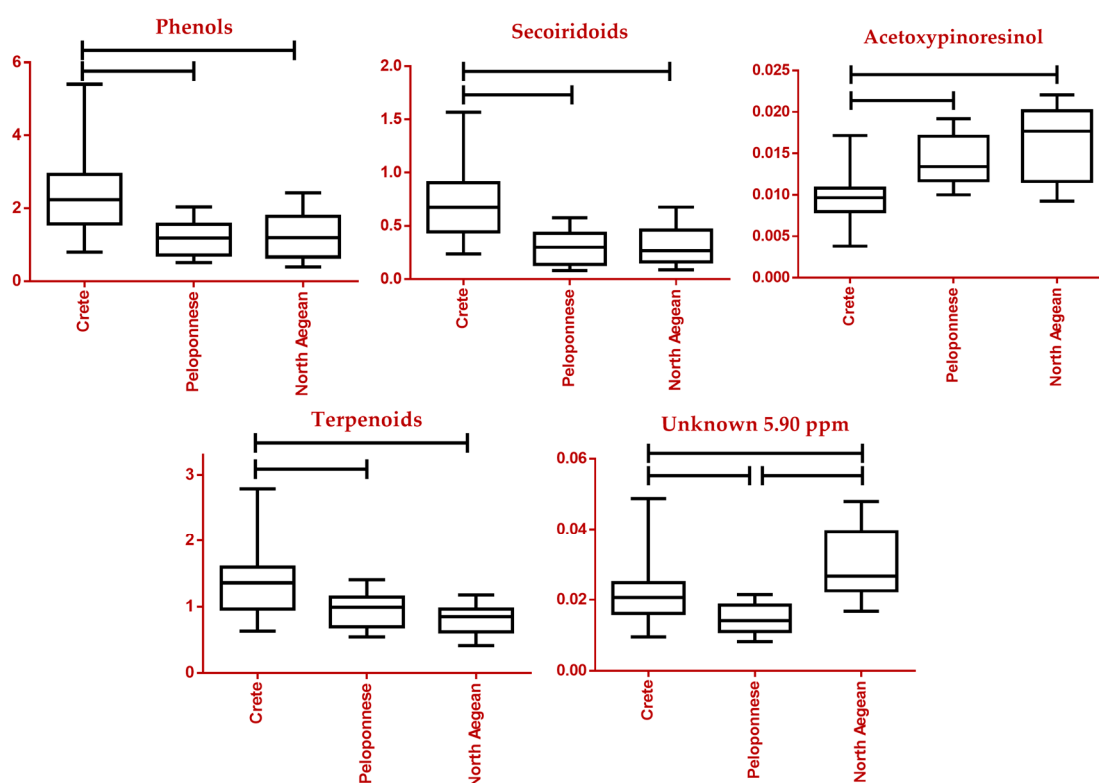 Phenols
6
4
2
0
Crete
Peloponnese
North Aegean
Secoiridoids
2.0
1.5
1.0
0.5
0.0
Crete
Peloponnese
North Aegean
Acetoxypinoresinol
0.025
0.020
0.015
0.010
0.005
0.000
Crete
Peloponnese
North Aegean
Terpenoids
3
2
1
0
Crete
Peloponnese
North Aegean
Unknown 5.90 ppm
0.06
0.04
0.02
0.00
Crete
Peloponnese
North Aegean